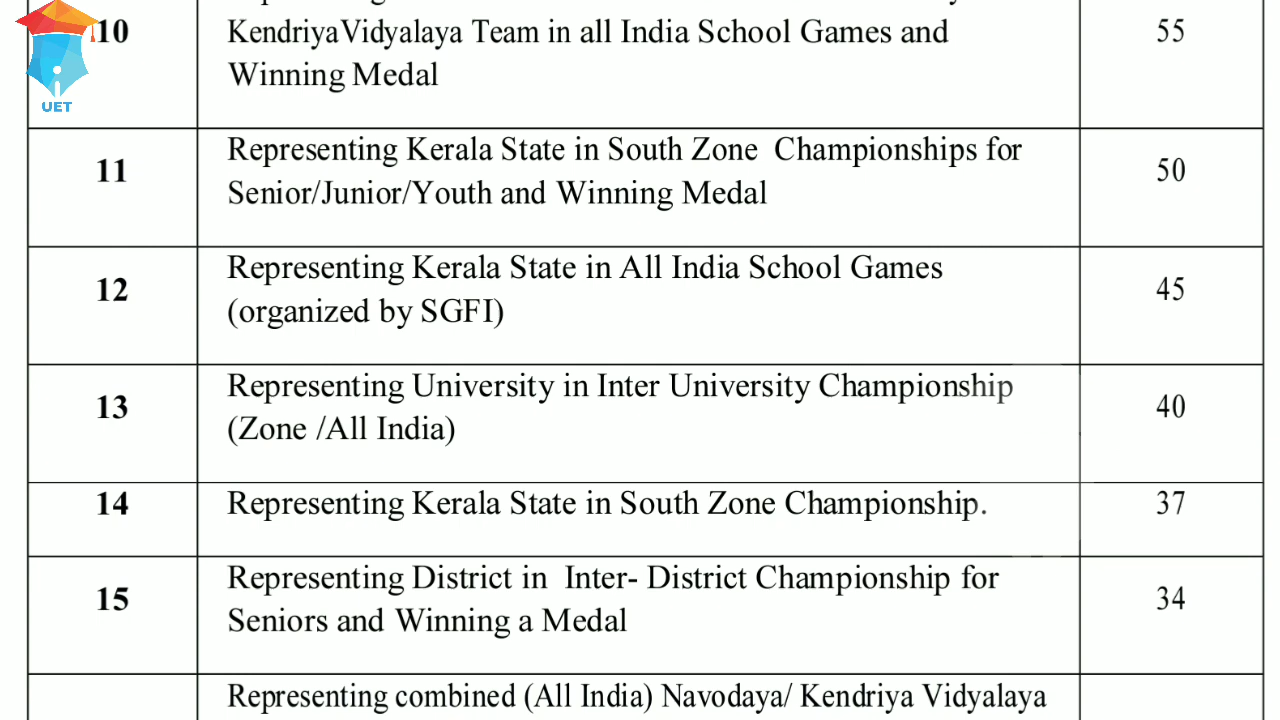 10
KendriyaVidyalaya Team in all India School Games and
Winning Medal
55
UET
11
Representing Kerala State in South Zone Championships for
Senior/Junior/Youth and Winning Medal
50
12
Representing Kerala State in All India School Games
(organized by SGFI)
45
13
Representing University in Inter University Championship
(Zone /All India)
40
14
Representing Kerala State in South Zone Championship.
37
15
Representing District in Inter- District Championship for
Seniors and Winning a Medal
34
Representing combined (All India) Navodaya/ Kendriya Vidyalaya